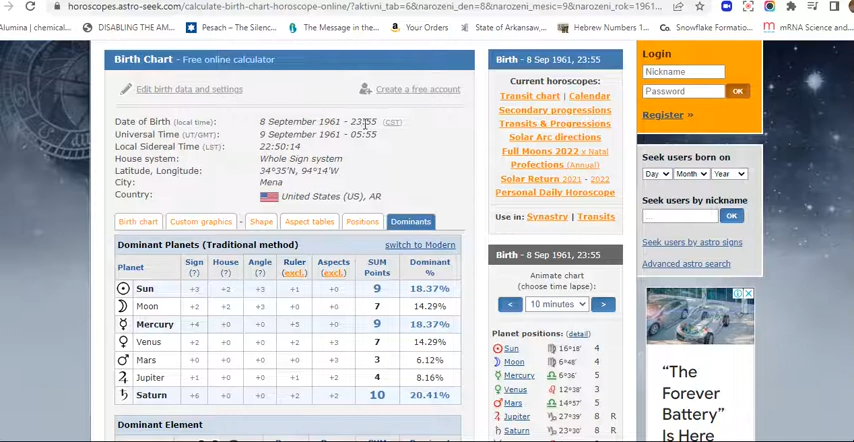 horoscopes.astro-seek.com/calculate-birth-chart-horoscope-online/?aktivni_tab=6&narozeni_den=8&narozeni_mesic=9&narozeni_rok=1961...
Alumina | chemical... DISABLING THE AM... Pesach – The Silenc... The Message in the... Your Orders State of Arkansaw,... Hebrew Numbers 1... Co. Snowflake Formatio... mRNA Science and
Birth Chart - Free online calculator
Edit birth data and settings Create a free account
Date of Birth (local time): 8 September 1961 - 23:55 (CST)
Universal Time (UT/GMT): 9 September 1961 - 05:55
Local Sidereal Time (LST): 22:50:14
House system: Whole Sign system
Latitude, Longitude: 34°35'N, 94°14'W
City: Mena
Country: United States (US), AR
Birth chart Custom graphics - Shape Aspect tables Positions Dominants
Dominant Planets (Traditional method) switch to Modern
Planet Sign (?) House (?) Angle (?) Ruler (excl.) Aspects (excl.) SUM Points Dominant %
Sun +3 +2 +3 +1 +0 9 18.37%
Moon +2 +2 +3 +0 +0 7 14.29%
Mercury +4 +0 +0 +5 +0 9 18.37%
Venus +2 +0 +0 +2 +3 7 14.29%
Mars +0 +0 +0 +0 +3 3 6.12%
Jupiter +1 +0 +0 +2 +1 4 8.16%
Saturn +6 +0 +0 +2 +2 10 20.41%
Dominant Element
Birth - 8 Sep 1961, 23:55
Current horoscopes:
Transit chart | Calendar
Secondary progressions
Transits & Progressions
Solar Arc directions
Full Moons 2022 x Natal
Profections (Annual)
Solar Return 2021 - 2022
Personal Daily Horoscope
Use in: Synastry | Transits
Birth - 8 Sep 1961, 23:55
Animate chart
(choose time lapse):
< 10 minutes >
Planet positions: (detail)
Sun 16°18' 4
Moon 6°48' 4
Mercury 6°36' 5
Venus 12°38' 3
Mars 14°57' 5
Jupiter 27°39' 8 R
Saturn 23°30' 8 R
Login
Nickname
Password OK
Register »
Seek users born on
Day Month Year
Seek users by nickname
OK
Seek users by astro signs
Advanced astro search
“The
Forever
Battery”
Is Here